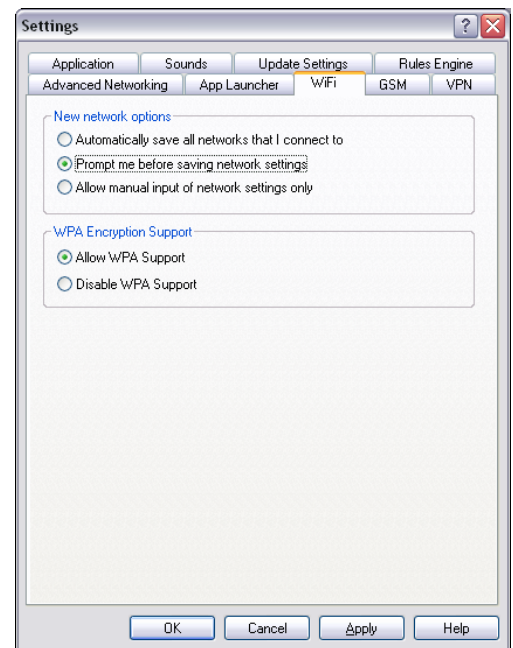 Settings
Application Sounds Update Settings Rules Engine
Advanced Networking App Launcher WiFi GSM VPN
New network options
Automatically save all networks that I connect to
Prompt me before saving network settings
Allow manual input of network settings only
WPA Encryption Support
Allow WPA Support
Disable WPA Support
OK Cancel Apply Help